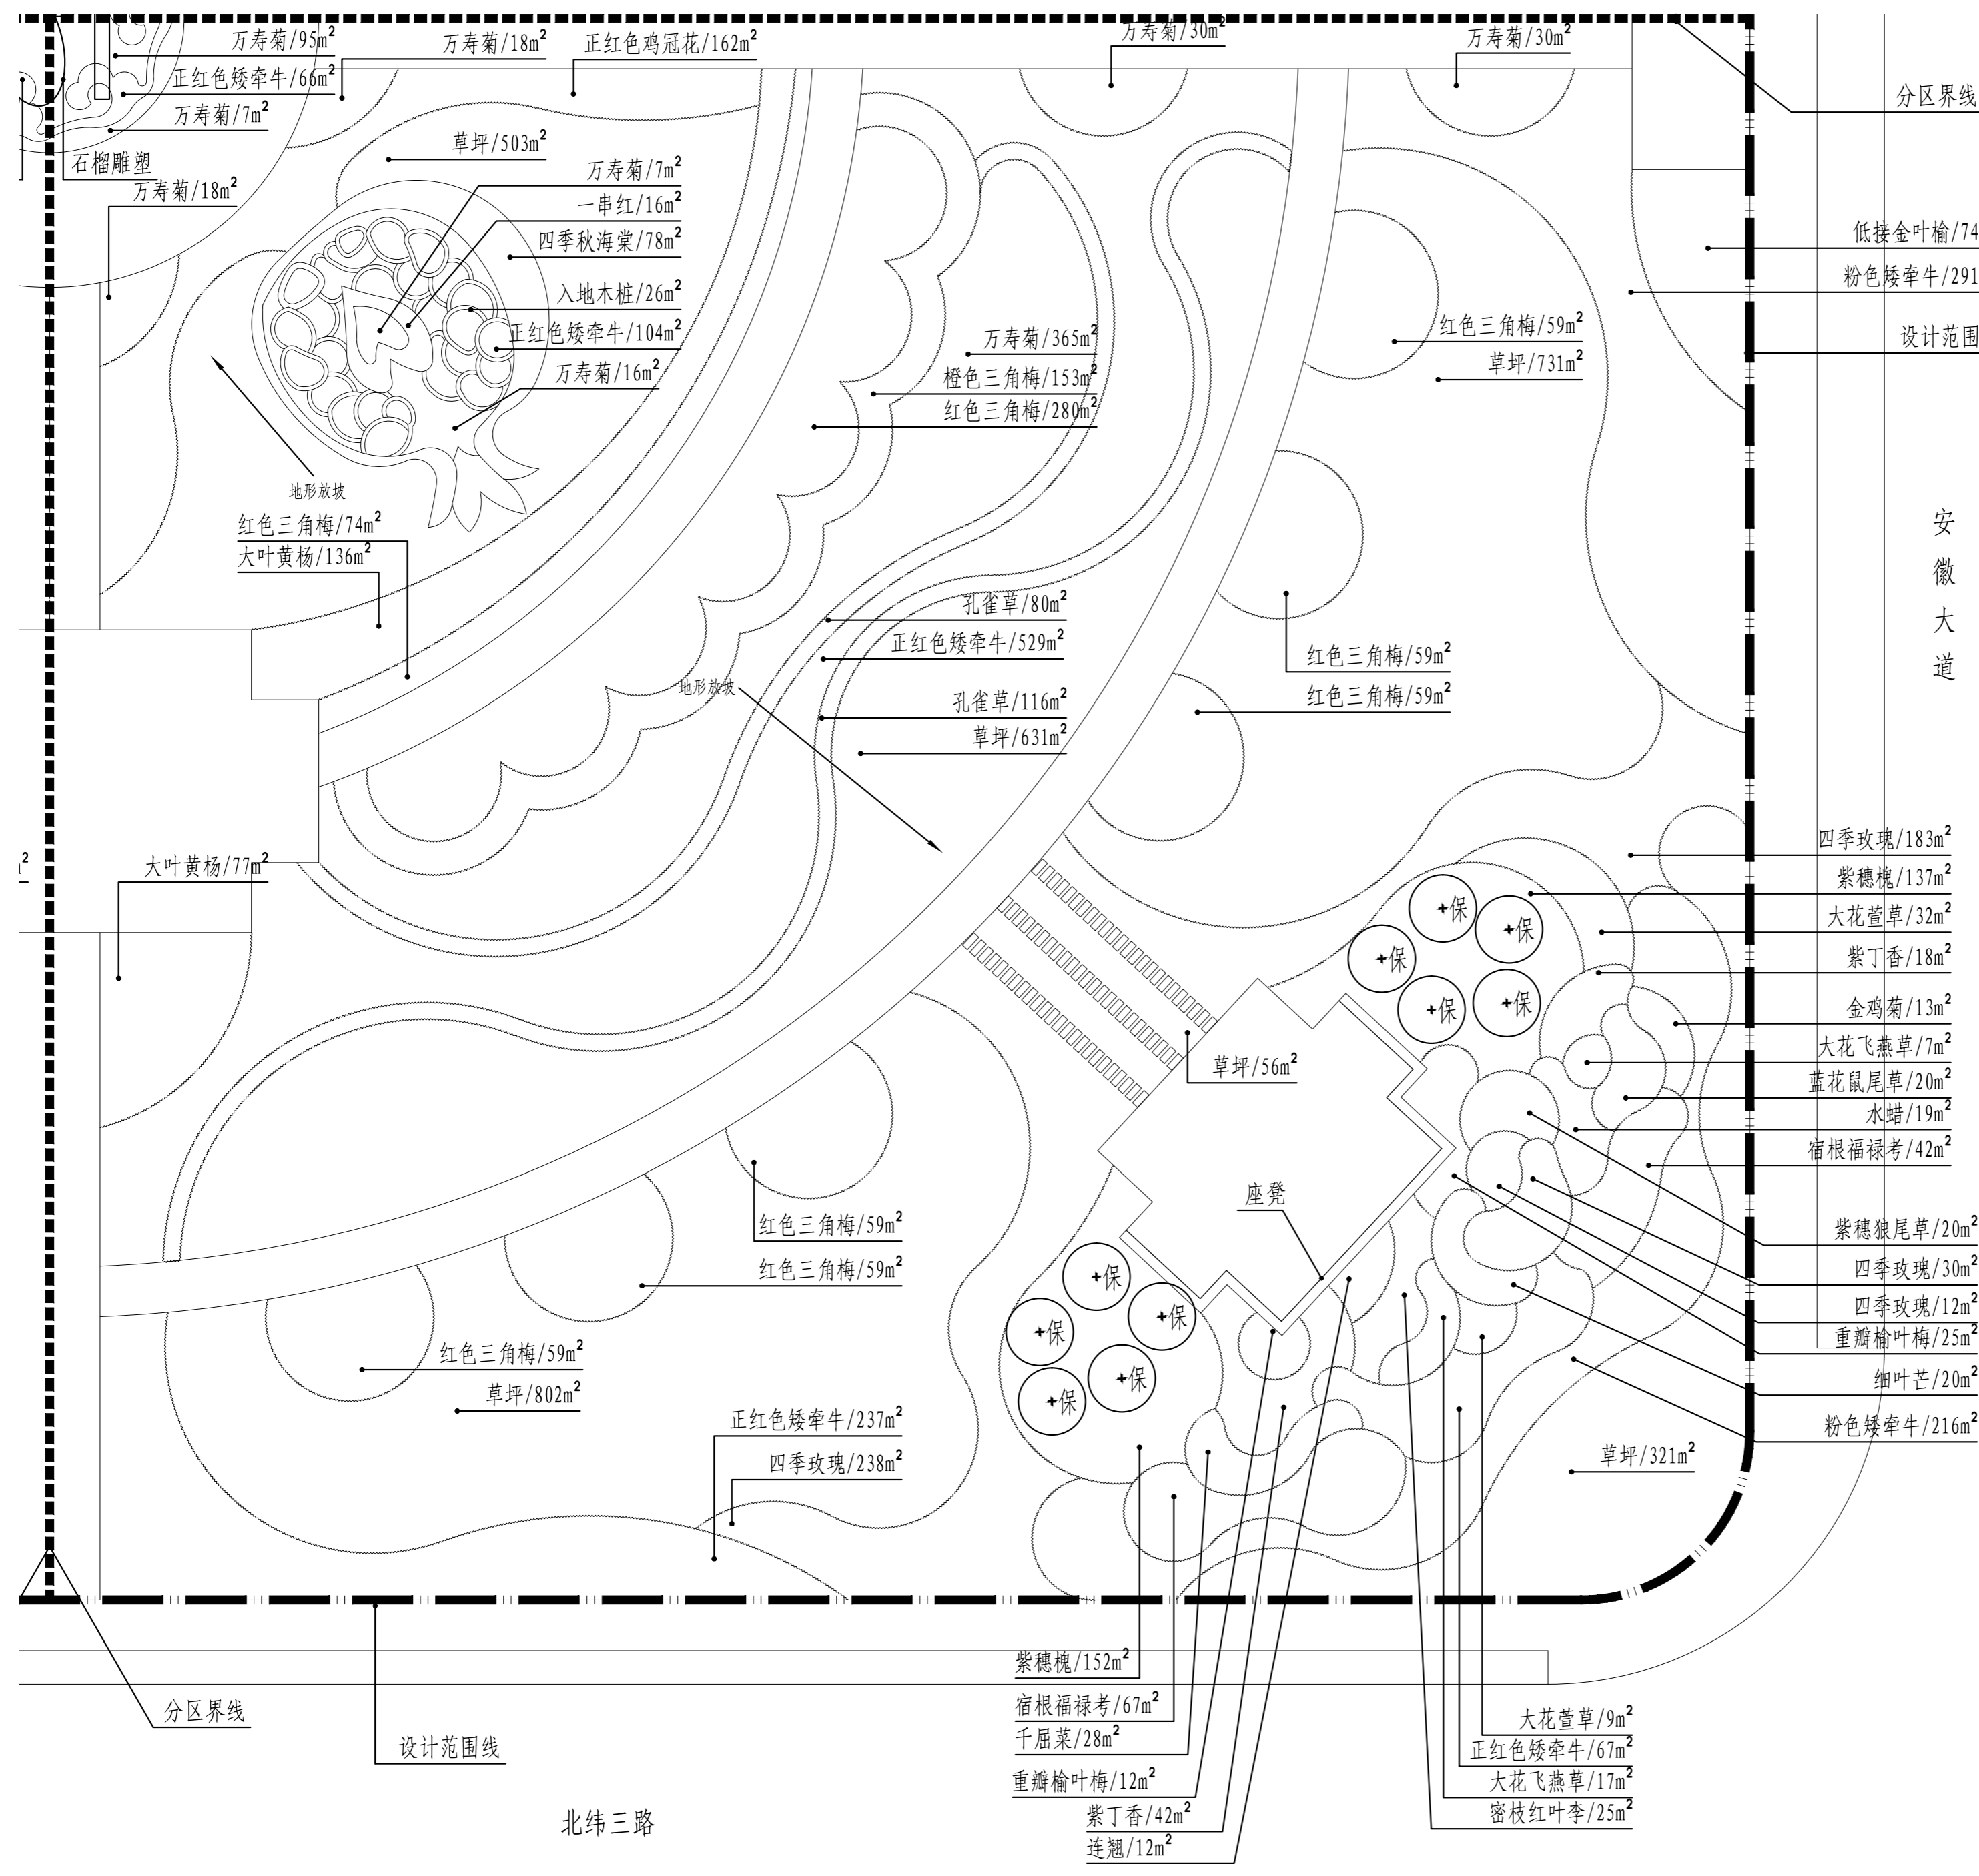 万寿菊/95m²
万寿菊/18m²
正红色鸡冠花/162m²
万寿菊/30m²
万寿菊/30m²
正红色矮牵牛/66m²
分区界线
万寿菊/7m²
草坪/503m²
石榴雕塑
万寿菊/7m²
万寿菊/18m²
一串红/16m²
四季秋海棠/78m²
低接金叶榆/74
粉色矮牵牛/291
入地木桩/26m²
正红色矮牵牛/104m²
万寿菊/365m²
红色三角梅/59m²
设计范围
万寿菊/16m²
橙色三角梅/153m²
草坪/731m²
红色三角梅/280m²
地形放坡
红色三角梅/74m²
大叶黄杨/136m²
安徽大道
孔雀草/80m²
正红色矮牵牛/529m²
红色三角梅/59m²
地形放坡
孔雀草/116m²
红色三角梅/59m²
草坪/631m²
四季玫瑰/183m²
m²
大叶黄杨/77m²
紫穗槐/137m²
大花萱草/32m²
紫丁香/18m²
+保
+保
+保
+保
+保
金鸡菊/13m²
大花飞燕草/7m²
草坪/56m²
蓝花鼠尾草/20m²
水蜡/19m²
宿根福禄考/42m²
座凳
红色三角梅/59m²
紫穗狼尾草/20m²
红色三角梅/59m²
四季玫瑰/30m²
+保
+保
+保
+保
+保
四季玫瑰/12m²
重瓣榆叶梅/25m²
红色三角梅/59m²
细叶芒/20m²
草坪/802m²
正红色矮牵牛/237m²
粉色矮牵牛/216m²
四季玫瑰/238m²
草坪/321m²
紫穗槐/152m²
宿根福禄考/67m²
分区界线
千屈菜/28m²
大花萱草/9m²
设计范围线
正红色矮牵牛/67m²
重瓣榆叶梅/12m²
大花飞燕草/17m²
紫丁香/42m²
密枝红叶李/25m²
北纬三路
连翘/12m²